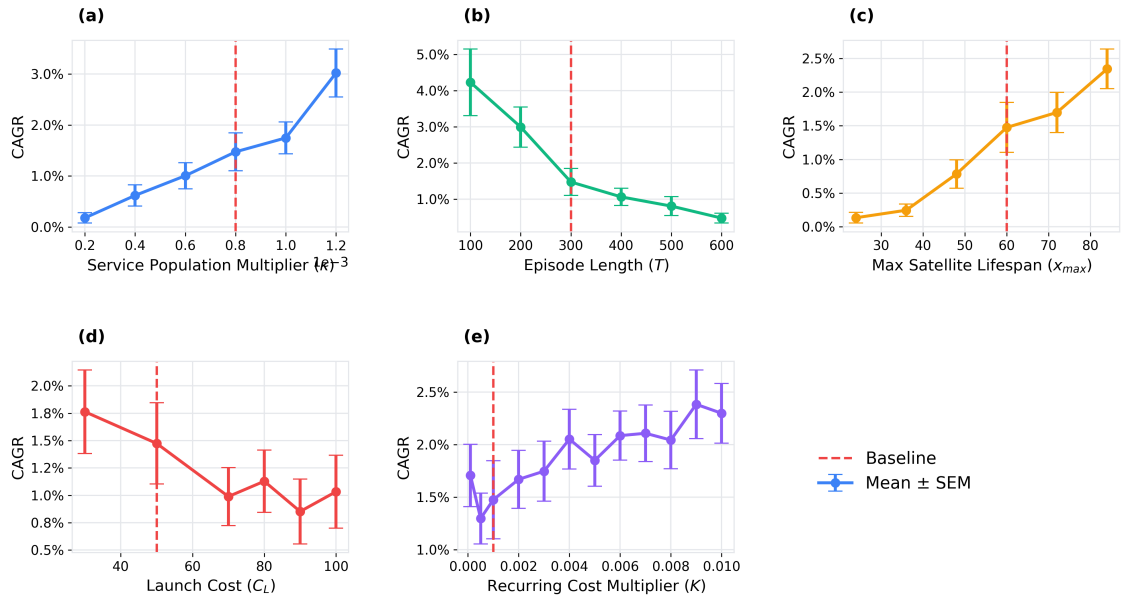 (a)
(b)
(c)
CAGR
3.0%
2.0%
1.0%
0.0%
0.2 0.4 0.6 0.8 1.0 1.2
1e−3
Service Population Multiplier (κ)
CAGR
5.0%
4.0%
3.0%
2.0%
1.0%
100 200 300 400 500 600
Episode Length (T)
CAGR
2.5%
2.0%
1.5%
1.0%
0.5%
0.0%
30 40 50 60 70 80
Max Satellite Lifespan (xmax)
(d)
(e)
CAGR
2.0%
1.8%
1.5%
1.2%
1.0%
0.8%
0.5%
40 60 80 100
Launch Cost (CL)
CAGR
2.5%
2.0%
1.5%
1.0%
0.000 0.002 0.004 0.006 0.008 0.010
Recurring Cost Multiplier (K)
Baseline
Mean ± SEM